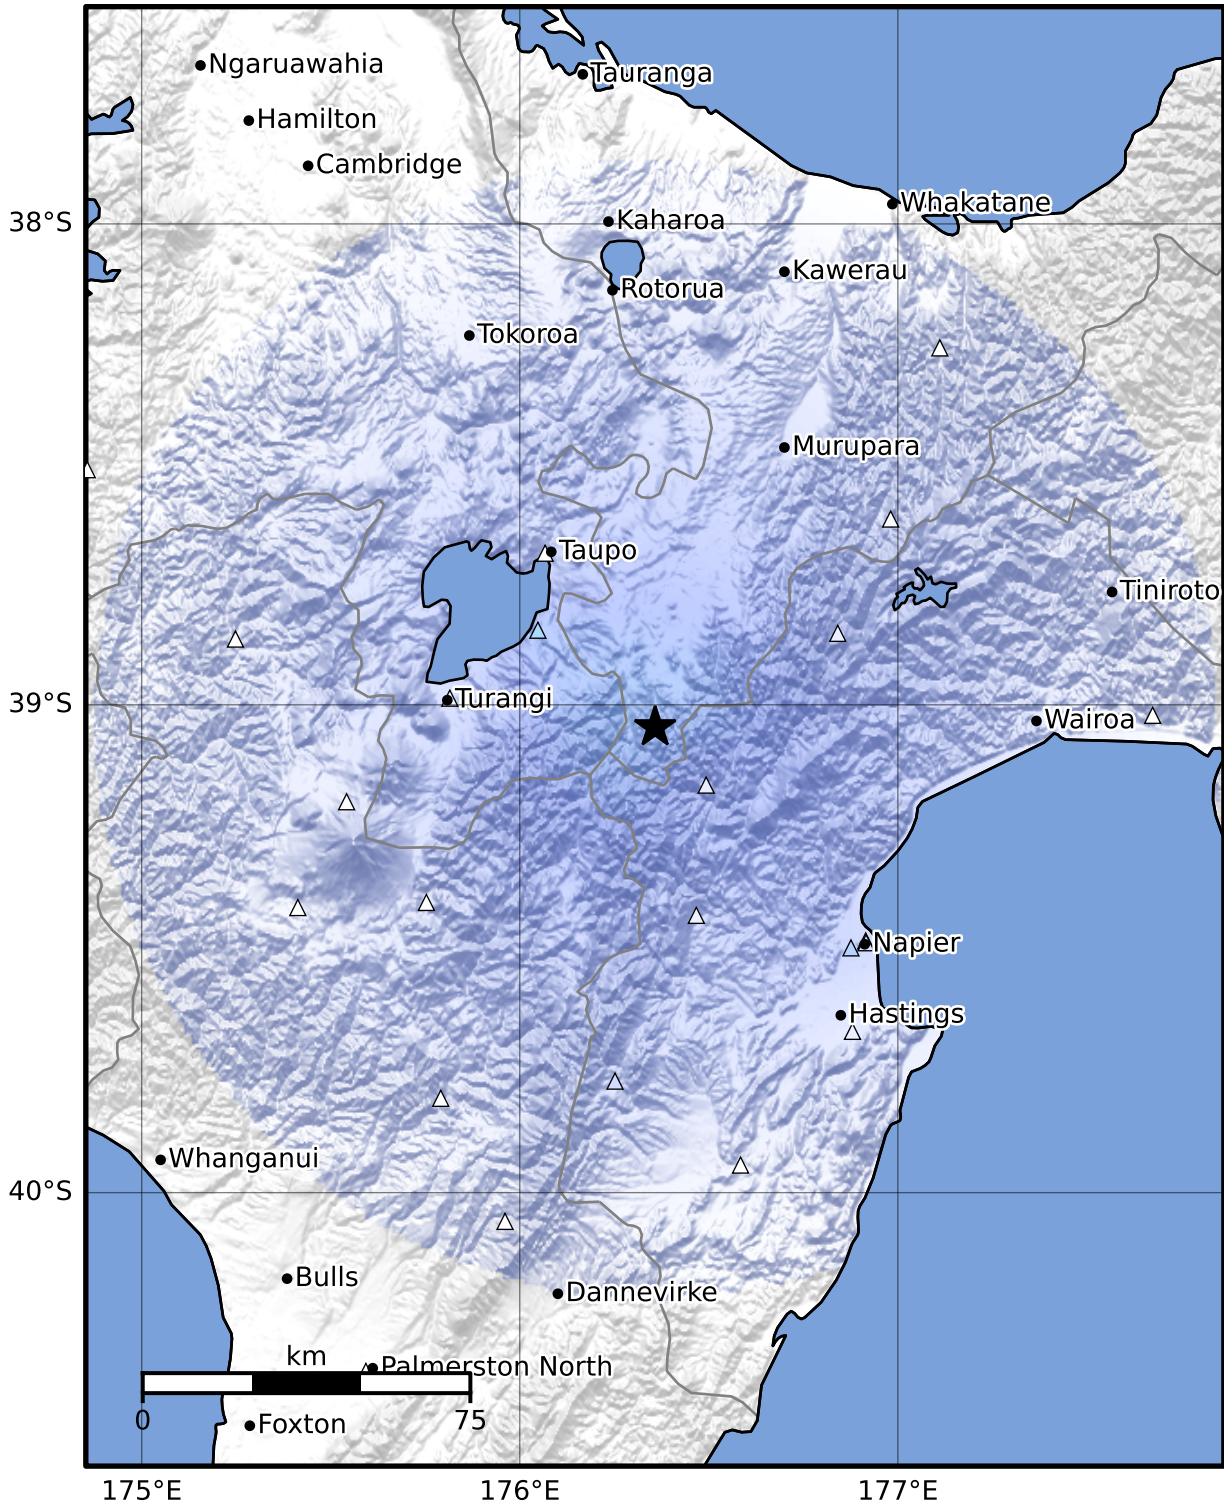 Ngaruawahia
Tauranga
Hamilton
Cambridge
Whakatane
38°S
Kaharoa
Kawerau
Rotorua
Tokoroa
Murupara
Taupo
Tiniroto
39°S
Turangi
Wairoa
Napier
Hastings
Whanganui
40°S
Bulls
Dannevirke
km
Palmerston North
0
75
Foxton
175°E
176°E
177°E